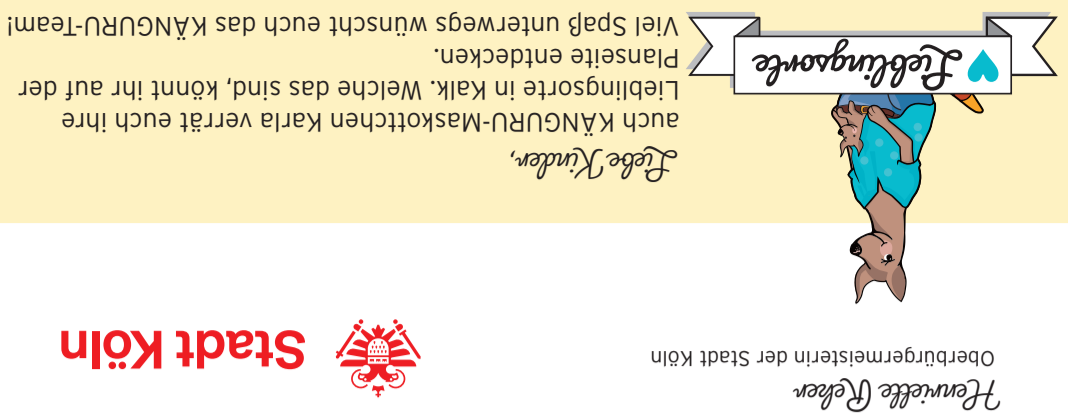 Henriette Reker
Oberbürgermeisterin der Stadt Köln
Stadt Köln
Liebe Kinder,
auch KÄNGURU-Maskottchen Karla verrät euch ihre
Lieblingsorte in Kalk. Welche das sind, könnt ihr auf der
Planseite entdecken.
Viel Spaß unterwegs wünscht euch das KÄNGURU-Team!
Lieblingsorte